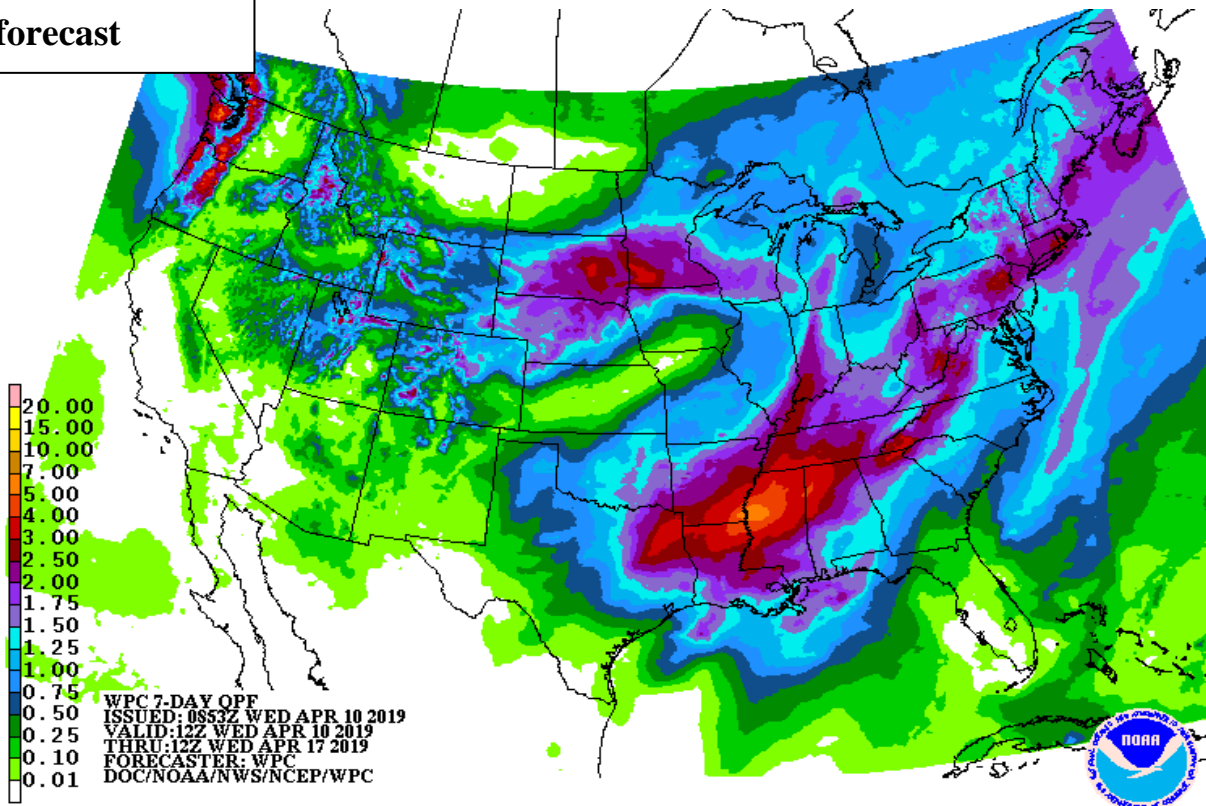 forecast
20.00
15.00
10.00
7.00
5.00
4.00
3.00
2.50
2.00
1.75
1.50
1.25
1.00
0.75
0.50
0.25
0.10
0.01
WPC 7-DAY QPF
ISSUED: 0853Z WED APR 10 2019
VALID:12Z WED APR 10 2019
THRU:12Z WED APR 17 2019
FORECASTER: WPC
DOC/NOAA/NWS/NCEP/WPC
NOAA